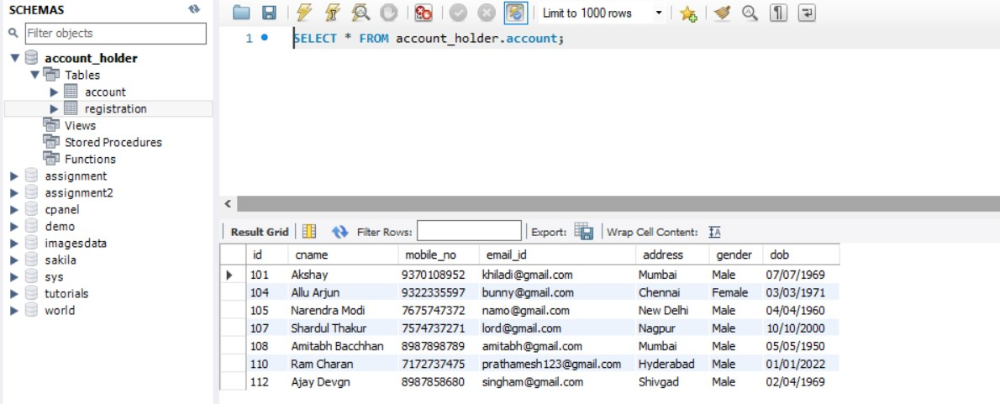 SCHEMAS
Filter objects
account_holder
Tables
account
registration
Views
Stored Procedures
Functions
assignment
assignment2
cpanel
demo
imagesdata
sakila
sys
tutorials
world
Limit to 1000 rows
1 SELECT * FROM account_holder.account;
Result Grid Filter Rows: Export: Wrap Cell Content: IA
id cname mobile_no email_id address gender dob
101 Akshay 9370108952 khiladi@gmail.com Mumbai Male 07/07/1969
104 Allu Arjun 9322335597 bunny@gmail.com Chennai Female 03/03/1971
105 Narendra Modi 7675747372 namo@gmail.com New Delhi Male 04/04/1960
107 Shardul Thakur 7574737271 lord@gmail.com Nagpur Male 10/10/2000
108 Amitabh Bacchhan 8987898789 amitabh@gmail.com Mumbai Male 05/05/1950
110 Ram Charan 7172737475 prathamesh123@gmail.com Hyderabad Male 01/01/2022
112 Ajay Devgn 8987858680 singham@gmail.com Shivgad Male 02/04/1969